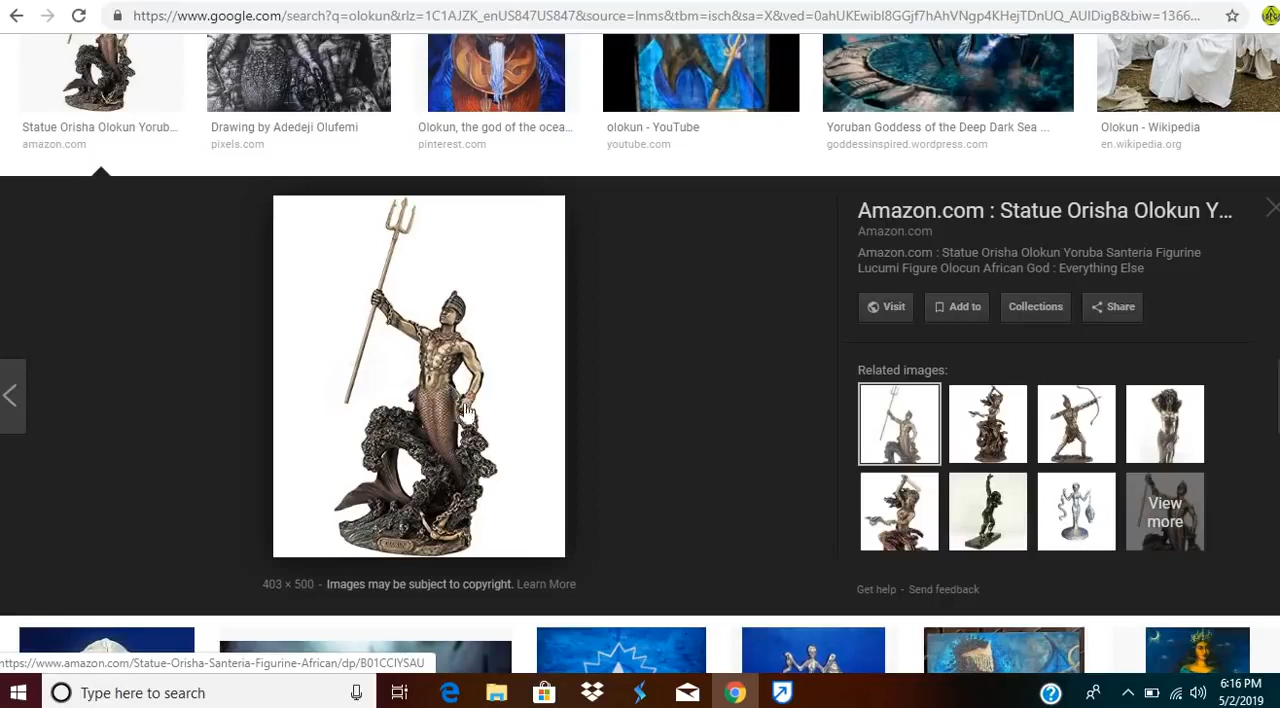 https://www.google.com/search?q=olokun&rlz=1C1AJZK_enUS847US847&source=lnms&tbm=isch&sa=X&ved=0ahUKEwibl8GGjf7hAhVNgp4KHejTDnUQ_AUIDigB&biw=1366...
Statue Orisha Olokun Yorub...
amazon.com
Drawing by Adedeji Olufemi
pixels.com
Olokun, the god of the ocea...
pinterest.com
olokun - YouTube
youtube.com
Yoruban Goddess of the Deep Dark Sea ...
goddessinspired.wordpress.com
Olokun - Wikipedia
en.wikipedia.org
Amazon.com : Statue Orisha Olokun Y...
Amazon.com
Amazon.com : Statue Orisha Olokun Yoruba Santeria Figurine
Lucumi Figure Olocun African God : Everything Else
Visit
Add to
Collections
Share
Related images:
View
more
403 × 500 - Images may be subject to copyright. Learn More
Get help - Send feedback
https://www.amazon.com/Statue-Orisha-Santeria-Figurine-African/dp/B01CCIYSAU
Type here to search
6:16 PM
5/2/2019